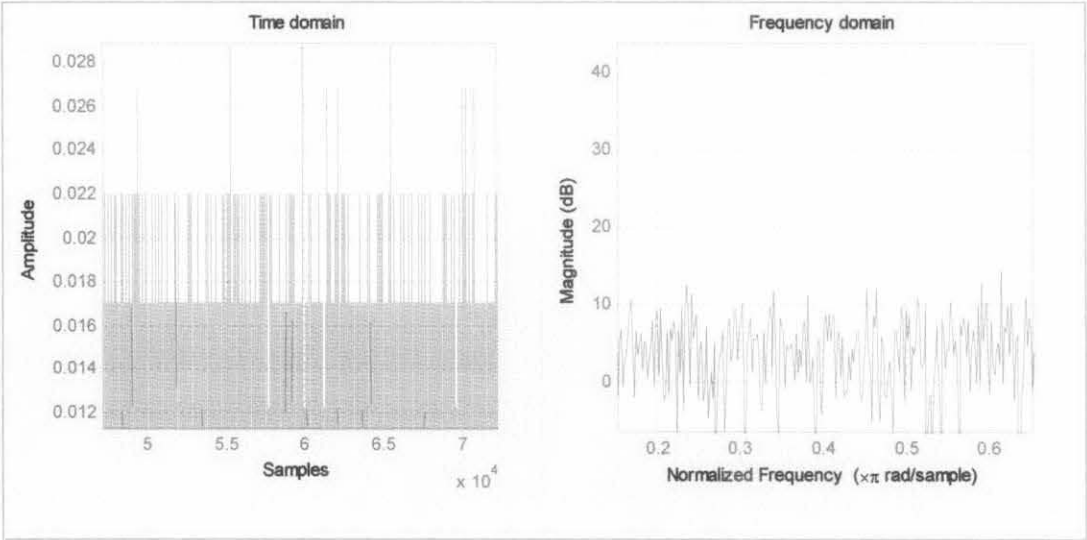 Time domain
0.028
0.026
0.024
0.022
0.02
0.018
0.016
0.014
0.012
Amplitude
5 5.5 6 6.5 7
Samples
x 10^4
Frequency domain
40
30
20
10
0
Magnitude (dB)
0.2 0.3 0.4 0.5 0.6
Normalized Frequency (×π rad/sample)